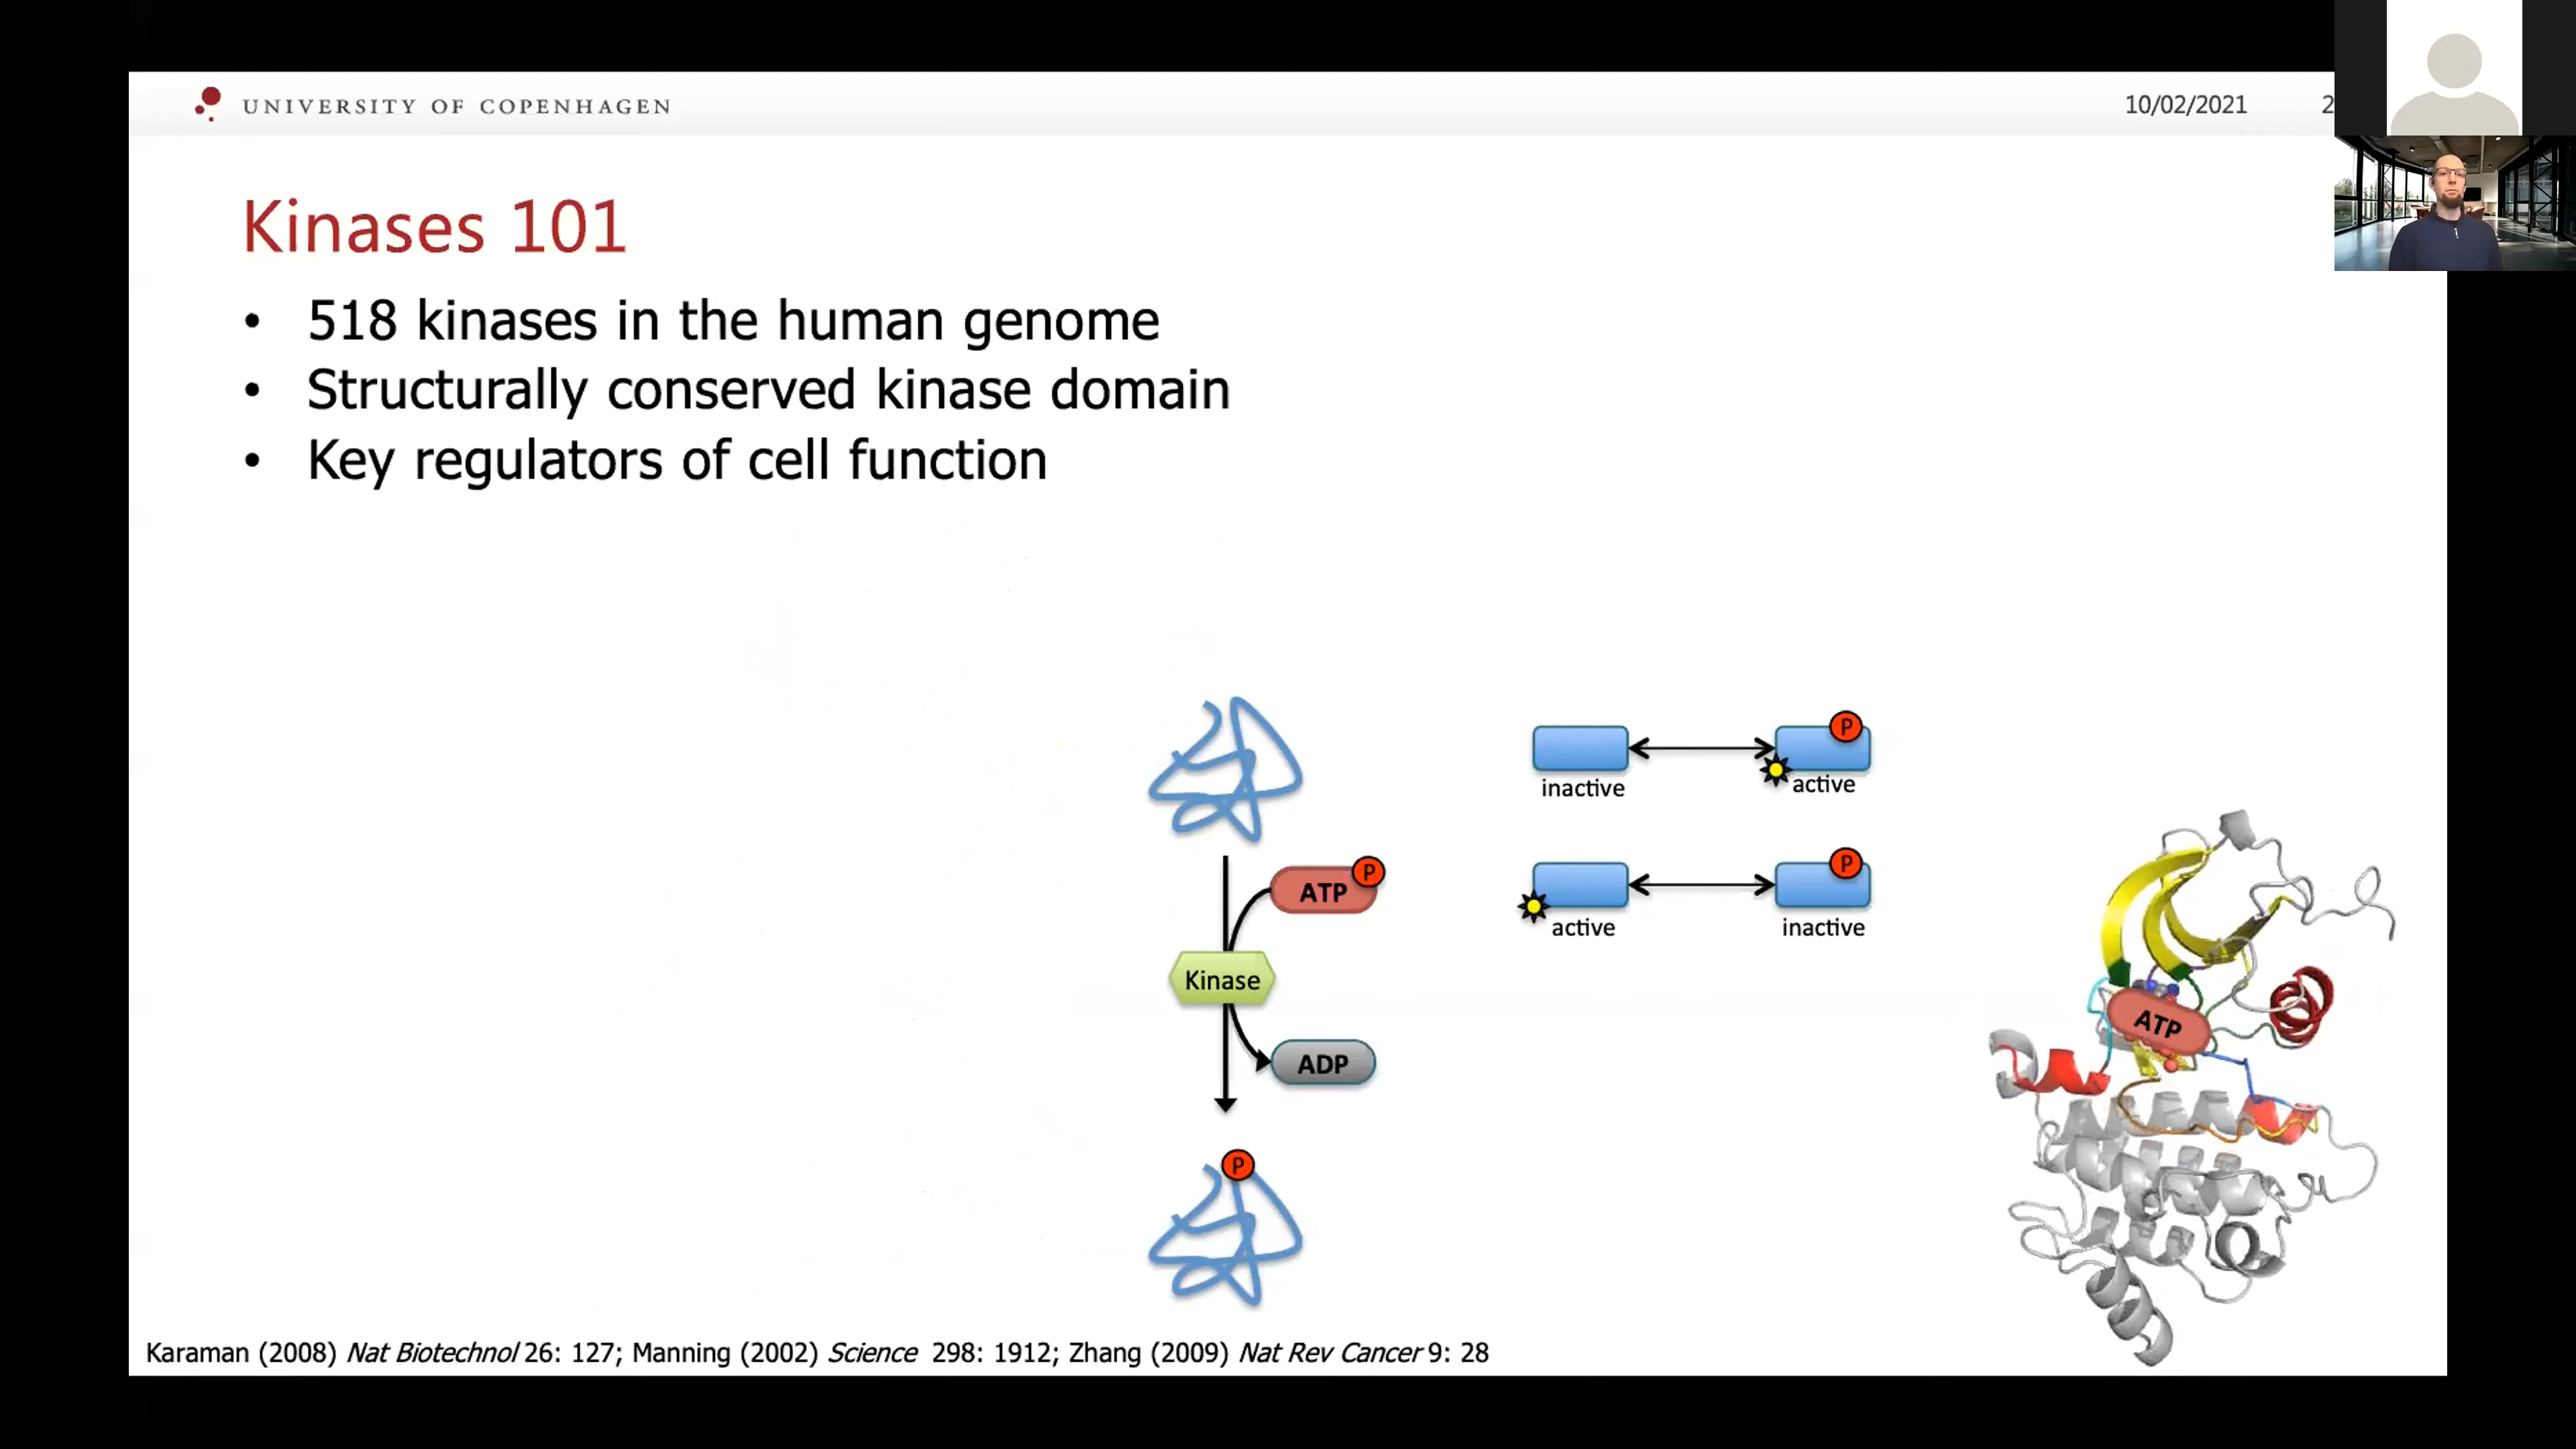 UNIVERSITY OF COPENHAGEN
10/02/2021
2
Kinases 101
• 518 kinases in the human genome
• Structurally conserved kinase domain
• Key regulators of cell function
P
inactive
active
P
ATP
P
active
inactive
Kinase
ATP
ADP
P
Karaman (2008) Nat Biotechnol 26: 127; Manning (2002) Science 298: 1912; Zhang (2009) Nat Rev Cancer 9: 28